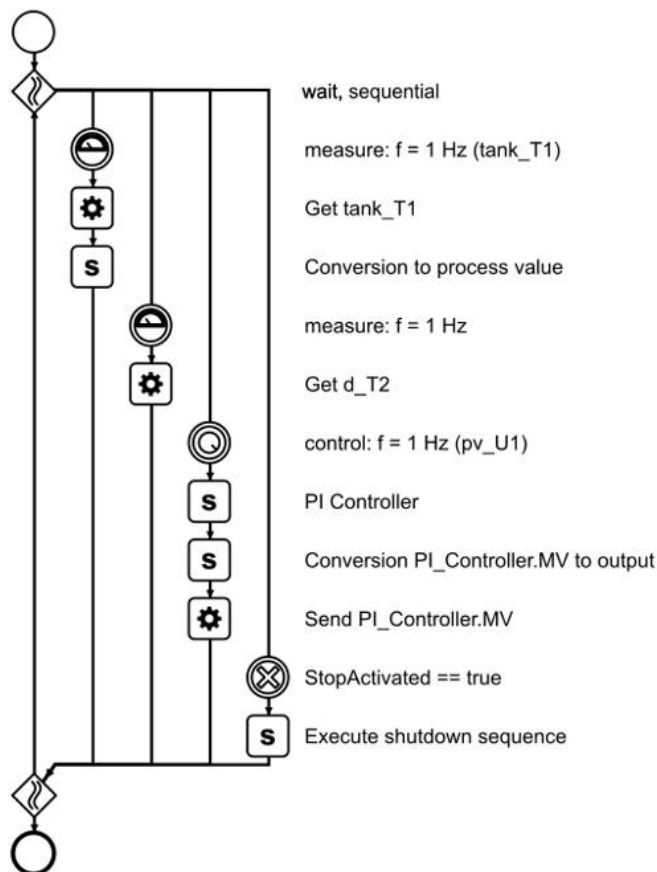 wait, sequential
measure: f = 1 Hz (tank_T1)
Get tank_T1
S Conversion to process value
measure: f = 1 Hz
Get d_T2
control: f = 1 Hz (pv_U1)
S PI Controller
S Conversion PI_Controller.MV to output
Send PI_Controller.MV
StopActivated == true
S Execute shutdown sequence